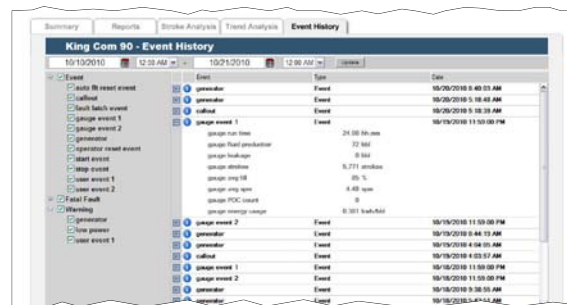 Summary Reports Stroke Analysis Trend Analysis Event History
King Com 90 - Event History
10/10/2010 12:00 AM - 10/21/2010 12:00 AM Update
Event
auto flt reset event
callout
fault latch event
gauge event 1
gauge event 2
generator
operator reset event
start event
stop event
user event 1
user event 2
Fatal Fault
Warning
generator
low power
user event 1
Event Type Date
generator Event 10/20/2010 8:40:03 AM
generator Event 10/20/2010 5:18:48 AM
callout Event 10/20/2010 5:18:39 AM
gauge event 1 Event 10/19/2010 11:59:00 PM
gauge run time 24.00 hh:mm
gauge fluid production 72 bbl
gauge leakage 0 bbl
gauge strokes 5,771 strokes
gauge avg fill 85 %
gauge avg spm 4.40 spm
gauge POC count 0
gauge energy usage 0.301
gauge event 2 Event 10/19/2010 11:59:00 PM
generator Event 10/19/2010 8:44:13 AM
generator Event 10/19/2010 4:04:05 AM
callout Event 10/19/2010 4:03:57 AM
gauge event 1 Event 10/18/2010 11:59:00 PM
gauge event 2 Event 10/18/2010 11:59:00 PM
generator Event 10/18/2010 9:38:55 AM
generator Event